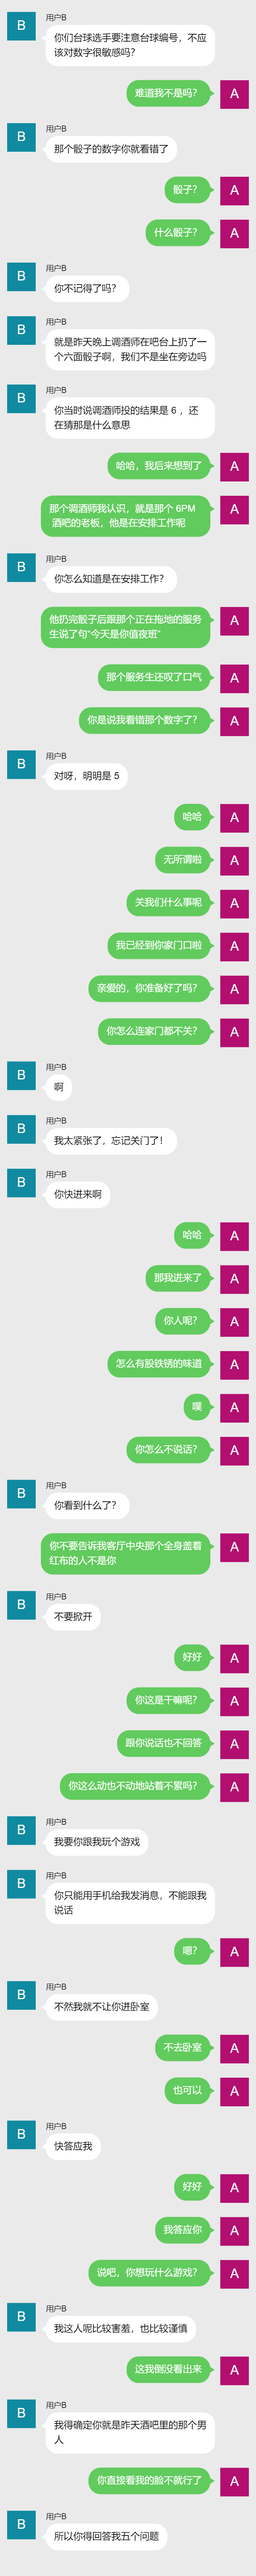 B
用户B
你们台球选手要注意台球编号，不应
该对数字很敏感吗？
难道我不是吗？
A
B
用户B
那个骰子的数字你就看错了
骰子？
A
什么骰子？
A
B
用户B
你不记得了吗？
B
用户B
就是昨天晚上调酒师在吧台上扔了一
个六面骰子啊，我们不是坐在旁边吗
B
用户B
你当时说调酒师投的结果是 6 ，还
在猜那是什么意思
哈哈，我后来想到了
A
那个调酒师我认识，就是那个 6PM
酒吧的老板，他是在安排工作呢
A
B
用户B
你怎么知道是在安排工作？
他扔完骰子后跟那个正在拖地的服务
生说了句“今天是你值夜班”
A
那个服务生还叹了口气
A
你是说我看错那个数字了？
A
B
用户B
对呀，明明是 5
哈哈
A
无所谓啦
A
关我们什么事呢
A
我已经到你家门口啦
A
亲爱的，你准备好了吗？
A
你怎么连家门都不关？
A
B
用户B
啊
B
用户B
我太紧张了，忘记关门了！
B
用户B
你快进来啊
哈哈
A
那我进来了
A
你人呢？
A
怎么有股铁锈的味道
A
噗
A
你怎么不说话？
A
B
用户B
你看到什么了？
你不要告诉我客厅中央那个全身盖着
红布的人不是你
A
B
用户B
不要掀开
好好
A
你这是干嘛呢？
A
跟你说话也不回答
A
你这么动也不动地站着不累吗？
A
B
用户B
我要你跟我玩个游戏
B
用户B
你只能用手机给我发消息，不能跟我
说话
嗯？
A
B
用户B
不然我就不让你进卧室
不去卧室
A
也可以
A
B
用户B
快答应我
好好
A
我答应你
A
说吧，你想玩什么游戏？
A
B
用户B
我这人呢比较害羞，也比较谨慎
这我倒没看出来
A
B
用户B
我得确定你就是昨天酒吧里的那个男
人
你直接看我的脸不就行了
A
B
用户B
所以你得回答我五个问题